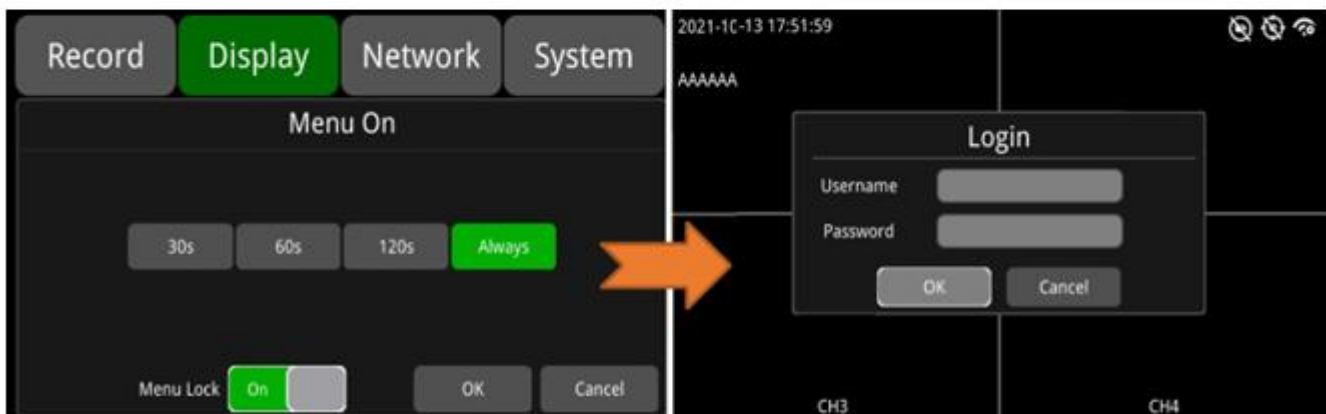 Record Display Network System
Menu On
30s 60s 120s Always
Menu Lock On OK Cancel
2021-10-13 17:51:59
AAAAAA
Login
Username
Password
OK Cancel
CH3 CH4